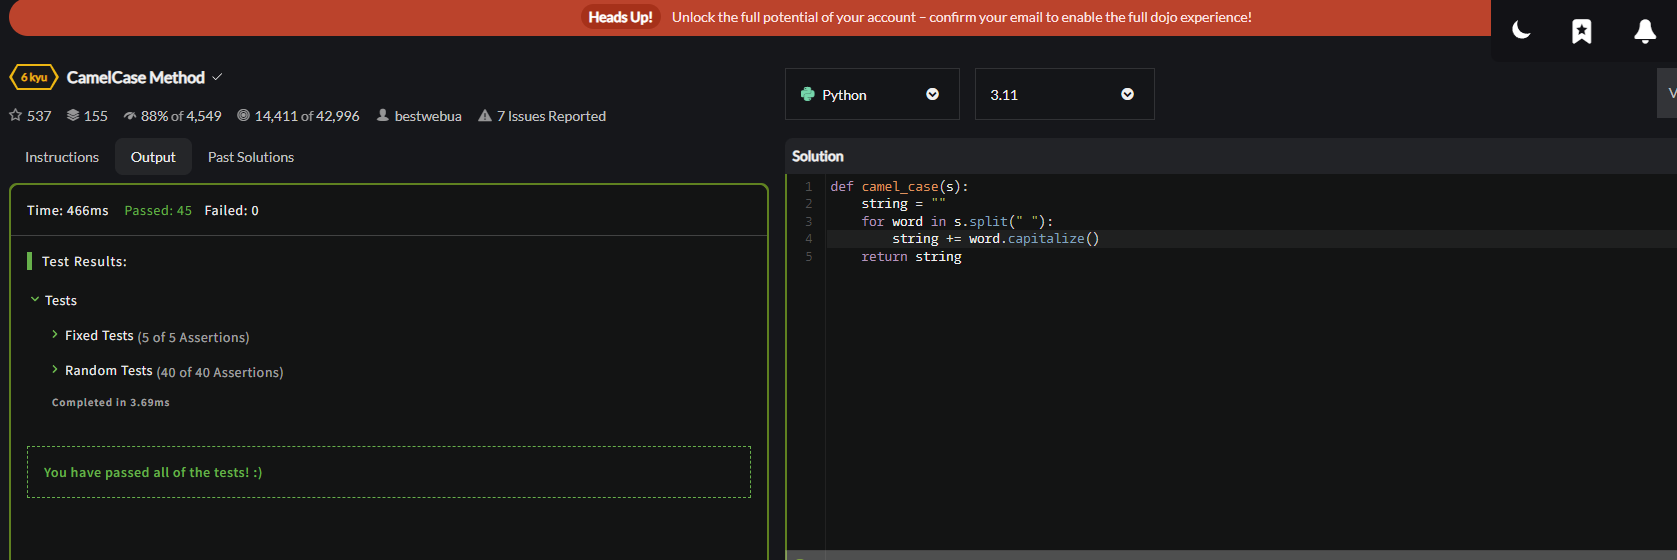 Heads Up! Unlock the full potential of your account – confirm your email to enable the full dojo experience!
6 kyu CamelCase Method
537 155 88% of 4,549 14,411 of 42,996 bestwebua 7 Issues Reported
Instructions Output Past Solutions
Time: 466ms Passed: 45 Failed: 0
Test Results:
Tests
Fixed Tests (5 of 5 Assertions)
Random Tests (40 of 40 Assertions)
Completed in 3.69ms
You have passed all of the tests! :)
Python 3.11
V
Solution
1 def camel_case(s):
2     string = ""
3     for word in s.split(" "):
4         string += word.capitalize()
5     return string